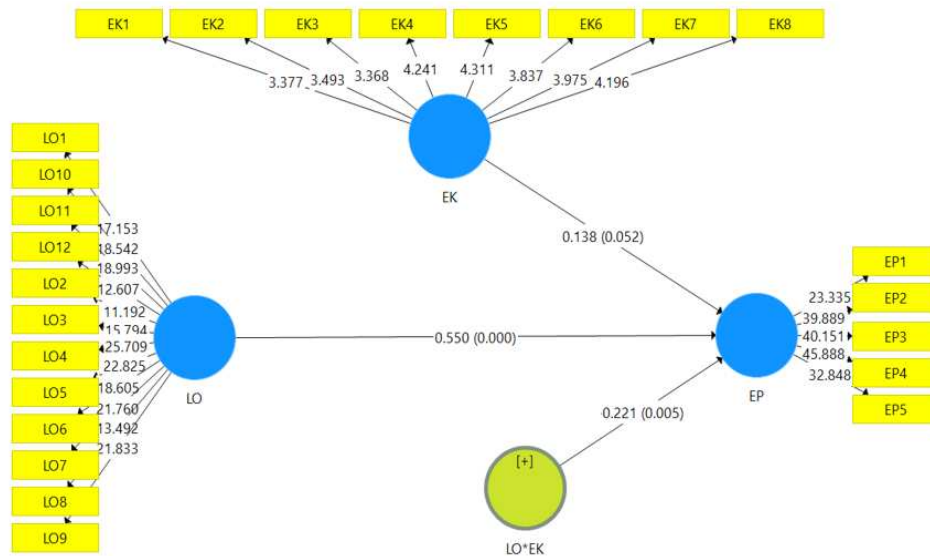 EK1 EK2 EK3 EK4 EK5 EK6 EK7 EK8
3.377 3.493 3.368 4.241 4.311 3.837 3.975 4.196
EK
LO1
LO10
LO11
LO12
LO2
LO3
LO4
LO5
LO6
LO7
LO8
LO9
17.153
18.542
18.993
12.607
11.192
15.794
25.709
22.825
18.605
21.760
13.492
21.833
LO
0.138 (0.052)
0.550 (0.000)
0.221 (0.005)
[+]
LO*EK
EP
23.335
39.889
40.151
45.888
32.848
EP1
EP2
EP3
EP4
EP5